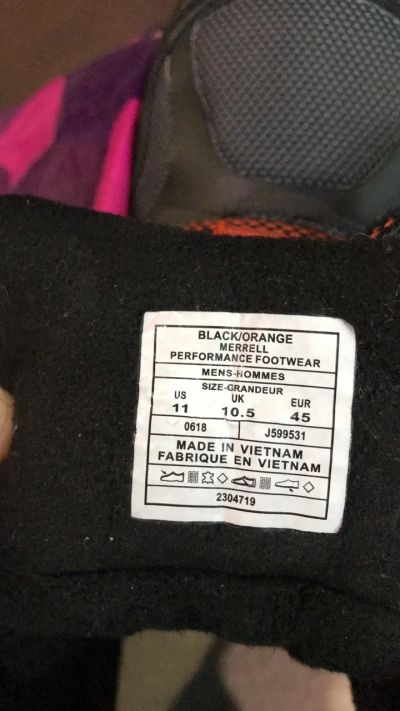 BLACK/ORANGE
MERRELL
PERFORMANCE FOOTWEAR
MENS-HOMMES
SIZE-GRANDEUR
US UK EUR
11 10.5 45
0618 J599531
MADE IN VIETNAM
FABRIQUE EN VIETNAM
2304719